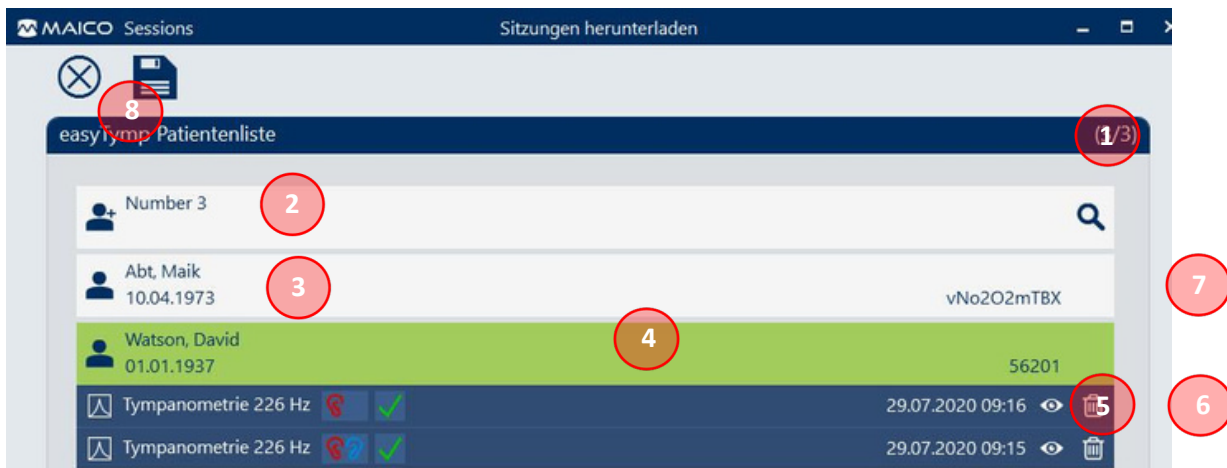 MAICO Sessions Sitzungen herunterladen
8
easyTymp Patientenliste (3/3)
1
Number 3 2
Abt, Maik
10.04.1973 3 vNo2O2mTBX 7
Watson, David 4
01.01.1937 56201
Tympanometrie 226 Hz 29.07.2020 09:16 5 6
Tympanometrie 226 Hz 29.07.2020 09:15